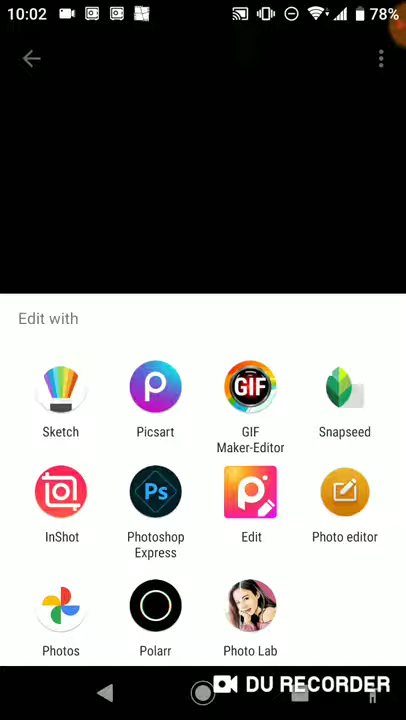 10:02
78%
Edit with
Sketch
Picsart
GIF
GIF
Maker-Editor
Snapseed
InShot
Ps
Photoshop
Express
Edit
Photo editor
Photos
Polarr
Photo Lab
DU RECORDER